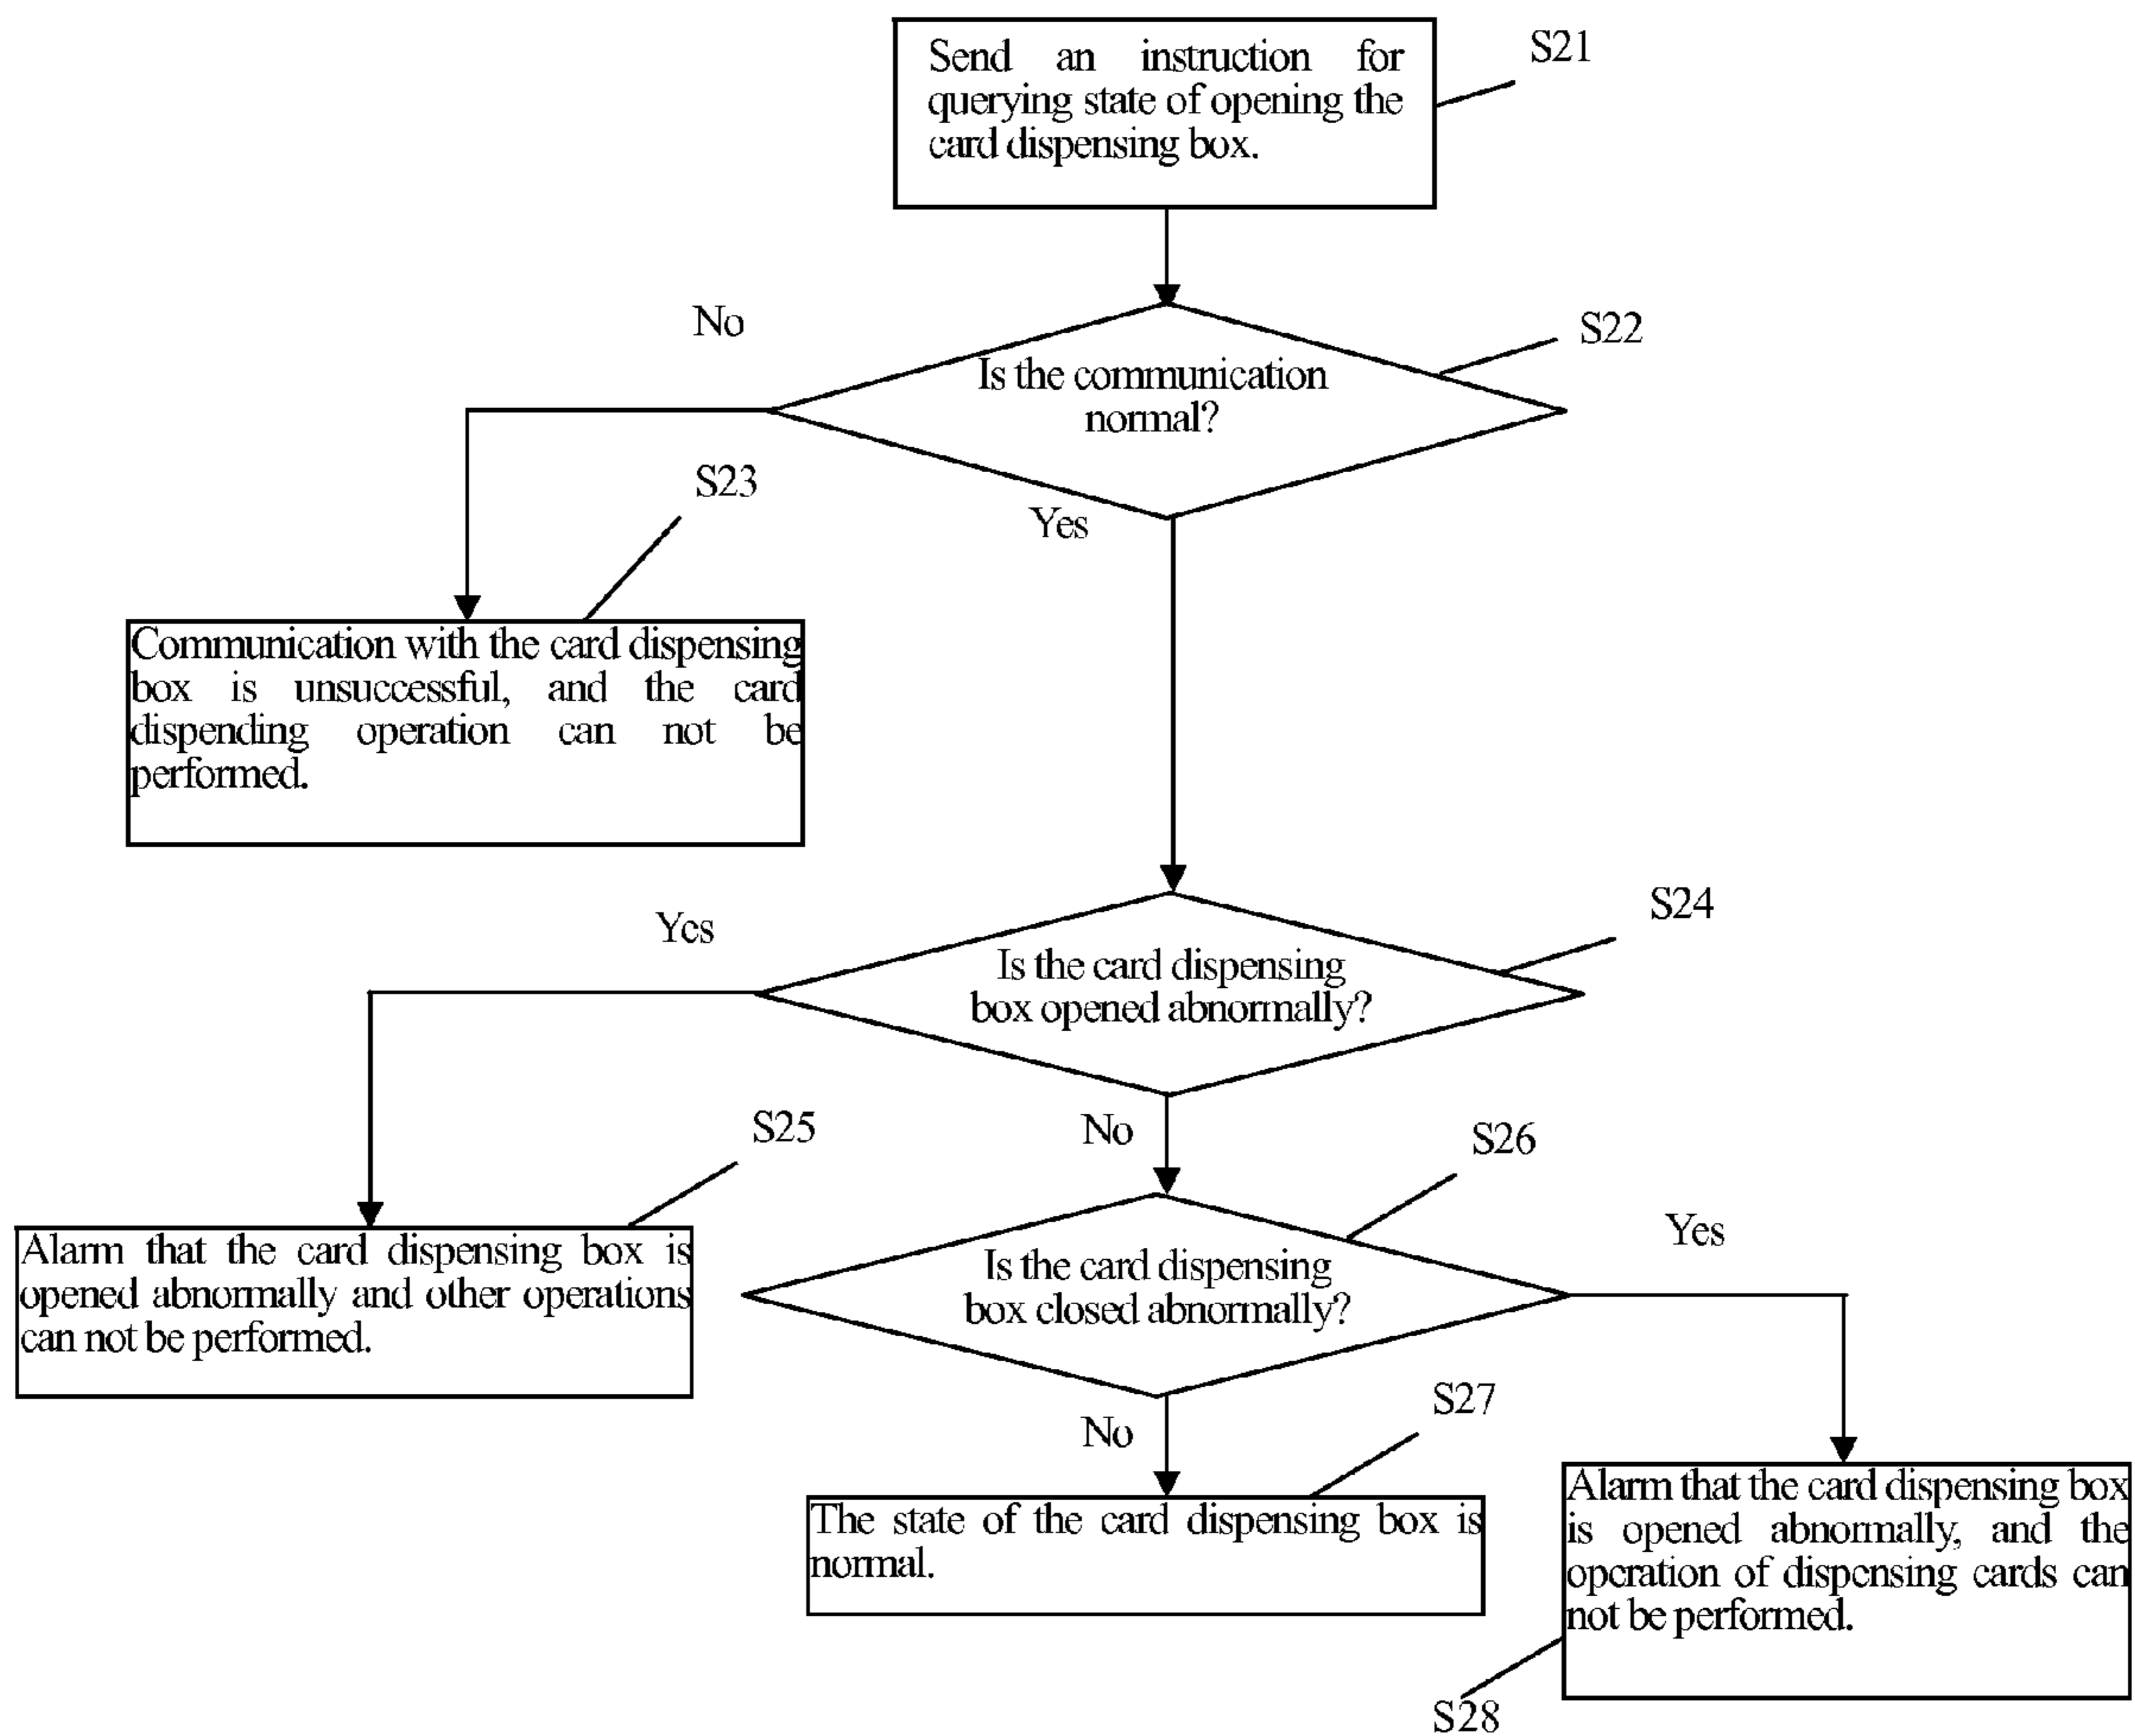 Send an instruction for
querying state of opening the
card dispensing box.
S21
No
S22
Is the communication
normal?
S23
Yes
Communication with the card dispensing
box is unsuccessful, and the card
dispending operation can not be
performed.
S24
Yes
Is the card dispensing
box opened abnormally?
S25
No
S26
Alarm that the card dispensing box is
opened abnormally and other operations
can not be performed.
Is the card dispensing
box closed abnormally?
Yes
S27
No
The state of the card dispensing box is
normal.
Alarm that the card dispensing box
is opened abnormally, and the
operation of dispensing cards can
not be performed.
S28